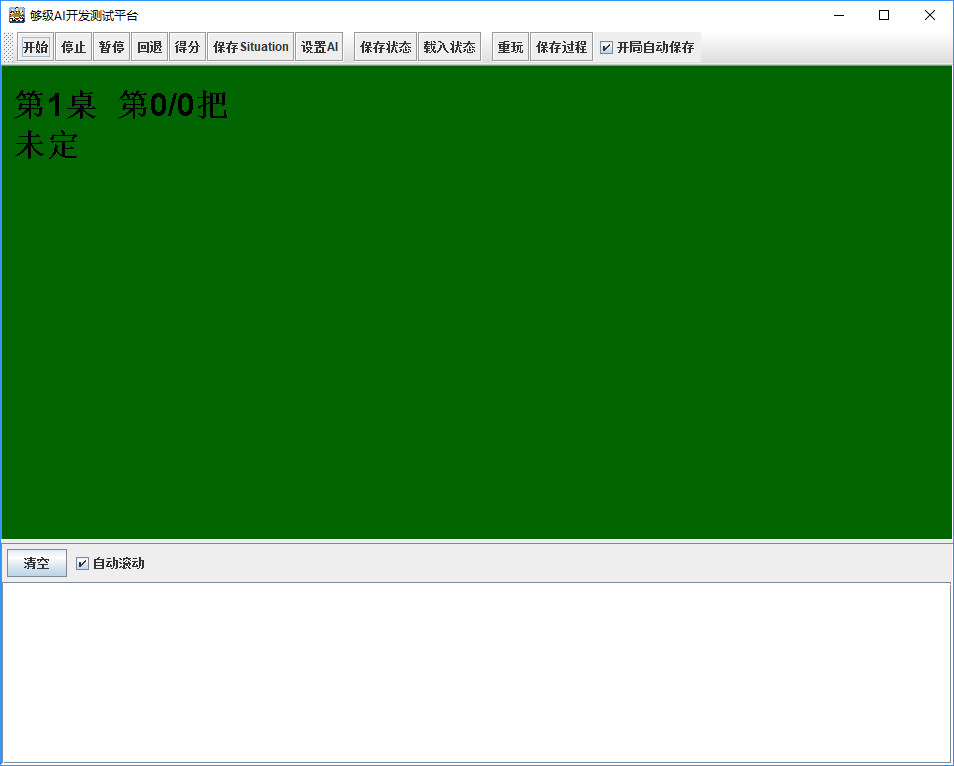 够级AI开发测试平台
开始 停止 暂停 回退 得分 保存Situation 设置AI 保存状态 载入状态 重玩 保存过程 开局自动保存
第1桌 第0/0把
未定
清空 自动滚动